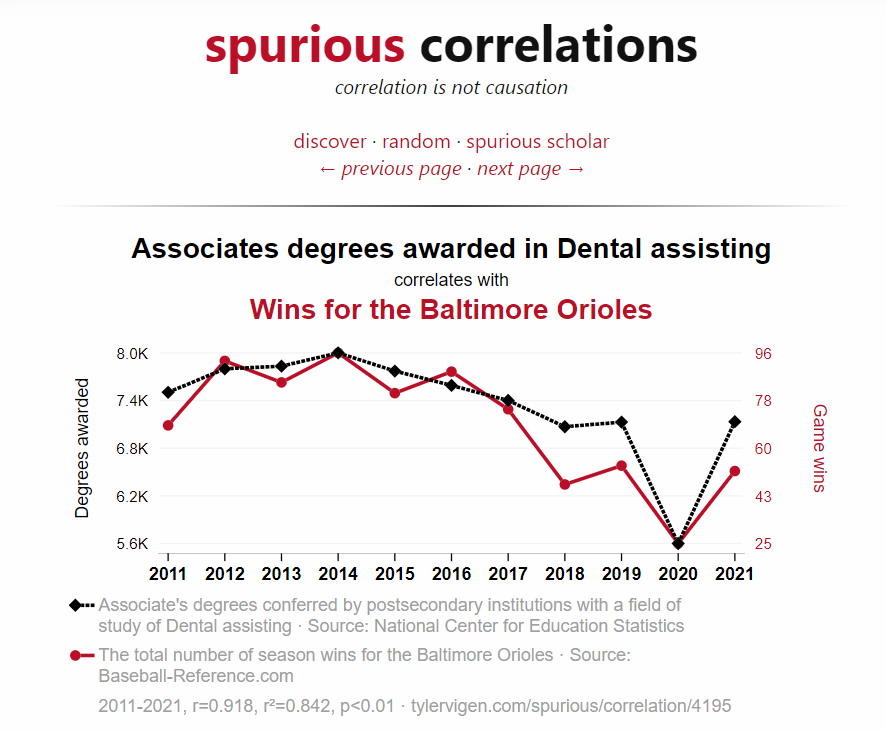 spurious correlations
correlation is not causation
discover · random · spurious scholar
← previous page · next page →
Associates degrees awarded in Dental assisting
correlates with
Wins for the Baltimore Orioles
8.0K
7.4K
6.8K
6.2K
5.6K
Degrees awarded
96
78
60
43
25
Game wins
2011 2012 2013 2014 2015 2016 2017 2018 2019 2020 2021
Associate's degrees conferred by postsecondary institutions with a field of
study of Dental assisting · Source: National Center for Education Statistics
The total number of season wins for the Baltimore Orioles · Source:
Baseball-Reference.com
2011-2021, r=0.918, r²=0.842, p<0.01 · tylervigen.com/spurious/correlation/4195